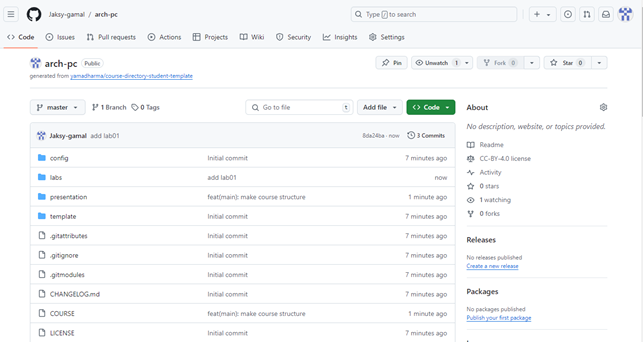 Jaksy-gamal / arch-pc
Type / to search
Code Issues Pull requests Actions Projects Wiki Security Insights Settings
arch-pc Public
Pin Unwatch 1 Fork 0 Star 0
generated from yamadharma/course-directory-student-template
master 1 Branch 0 Tags Go to file t Add file Code
Jaksy-gamal add lab01 8da24ba · now 3 Commits
config Initial commit 7 minutes ago
labs add lab01 now
presentation feat(main): make course structure 1 minute ago
template Initial commit 7 minutes ago
.gitattributes Initial commit 7 minutes ago
.gitignore Initial commit 7 minutes ago
.gitmodules Initial commit 7 minutes ago
CHANGELOG.md Initial commit 7 minutes ago
COURSE feat(main): make course structure 1 minute ago
LICENSE Initial commit 7 minutes ago
About
No description, website, or topics provided.
Readme
CC-BY-4.0 license
Activity
0 stars
1 watching
0 forks
Releases
No releases published
Create a new release
Packages
No packages published
Publish your first package